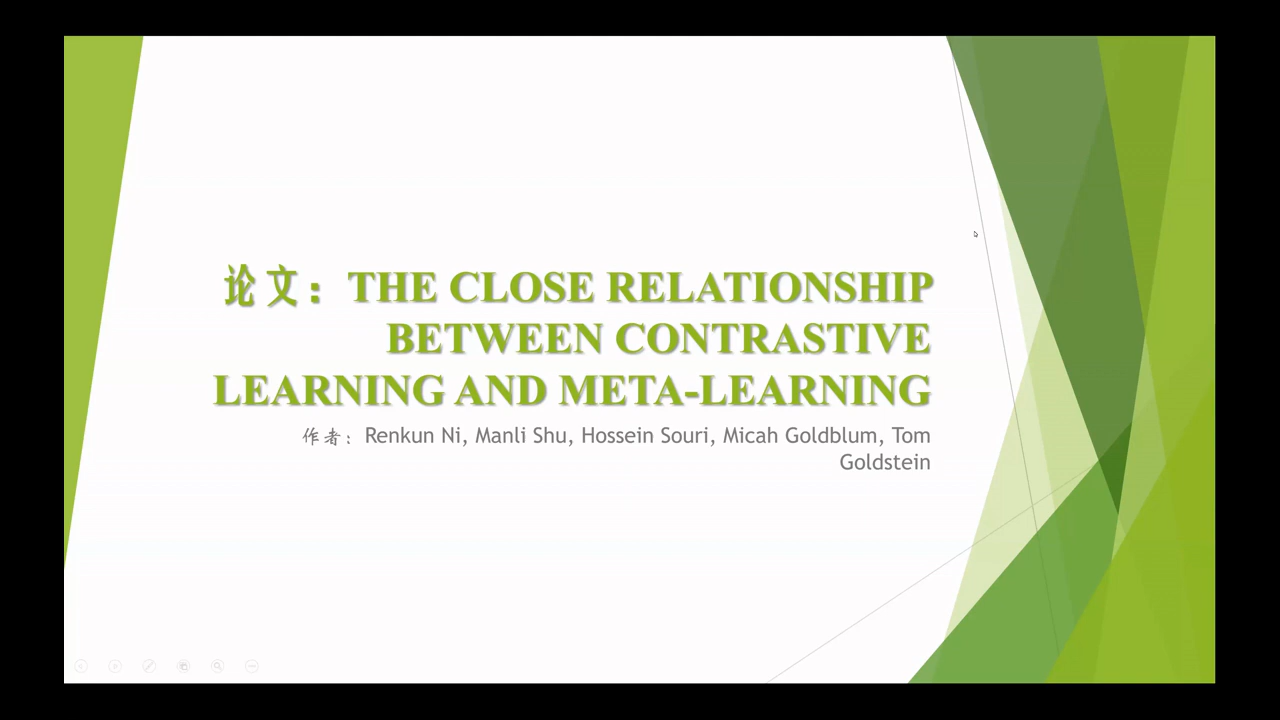 论文：THE CLOSE RELATIONSHIP
BETWEEN CONTRASTIVE
LEARNING AND META-LEARNING
作者：Renkun Ni, Manli Shu, Hossein Souri, Micah Goldblum, Tom
Goldstein